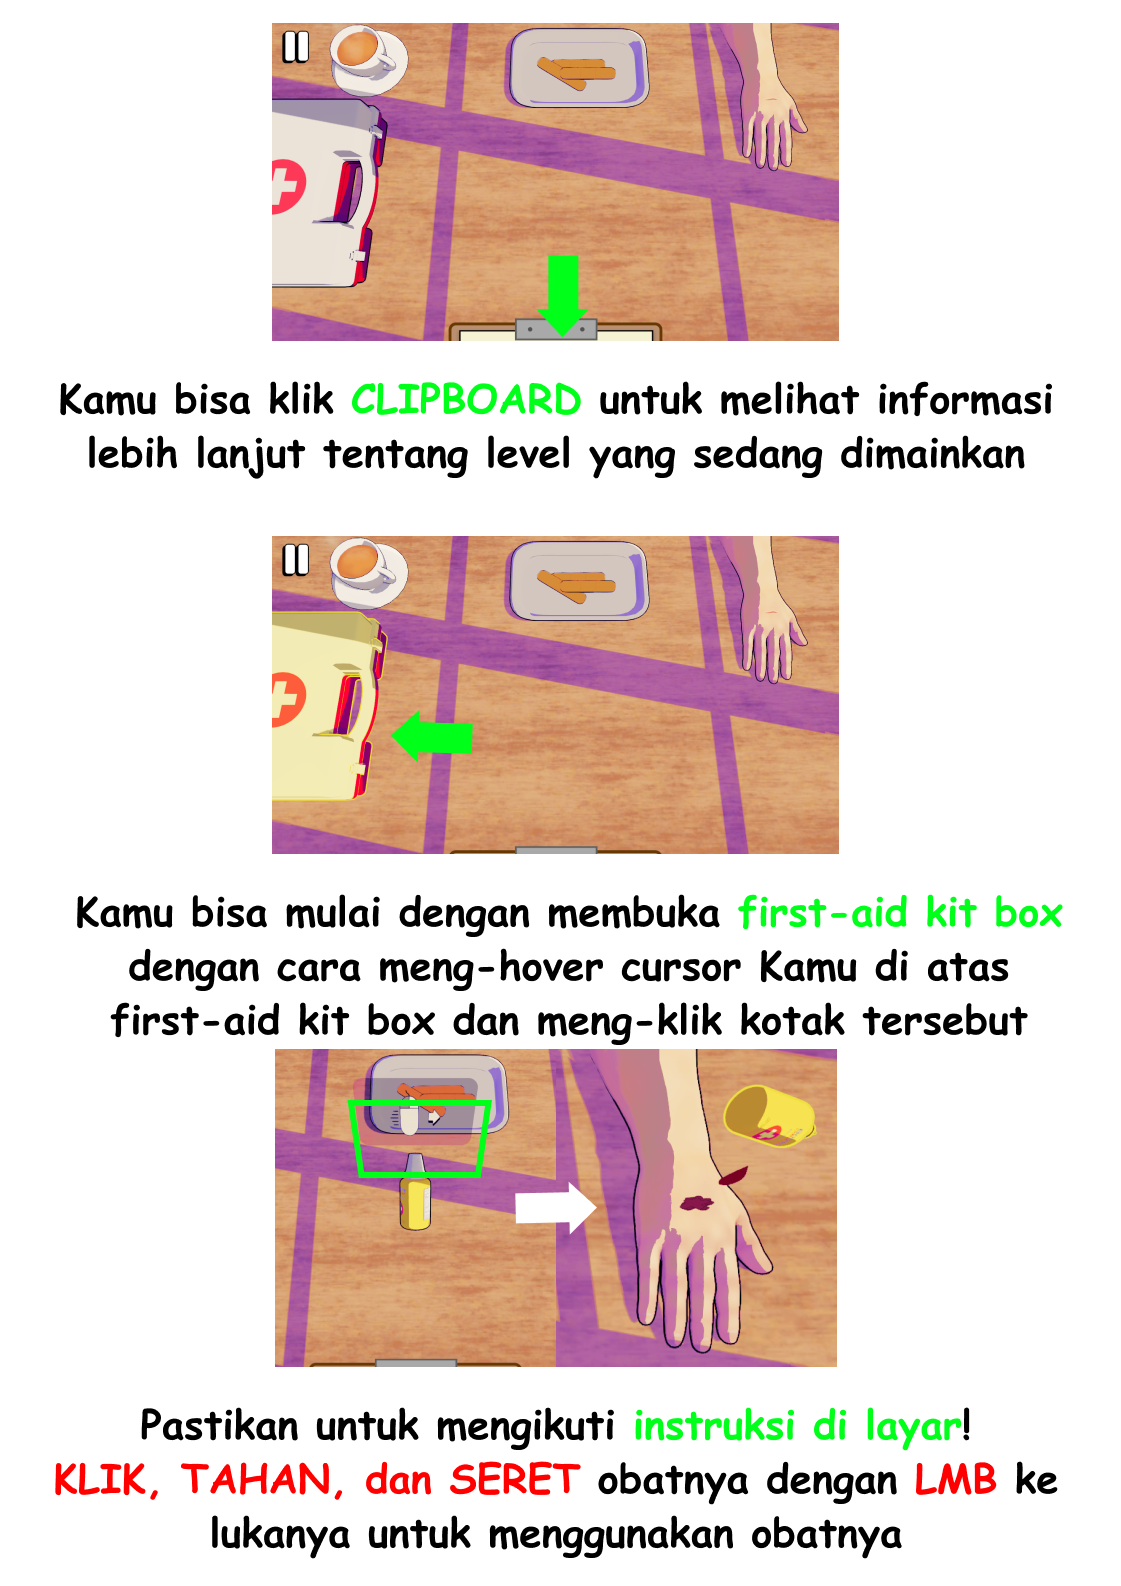 Kamu bisa klik CLIPBOARD untuk melihat informasi
lebih lanjut tentang level yang sedang dimainkan
Kamu bisa mulai dengan membuka first-aid kit box
dengan cara meng-hover cursor Kamu di atas
first-aid kit box dan meng-klik kotak tersebut
Pastikan untuk mengikuti instruksi di layar!
KLIK, TAHAN, dan SERET obatnya dengan LMB ke
lukanya untuk menggunakan obatnya